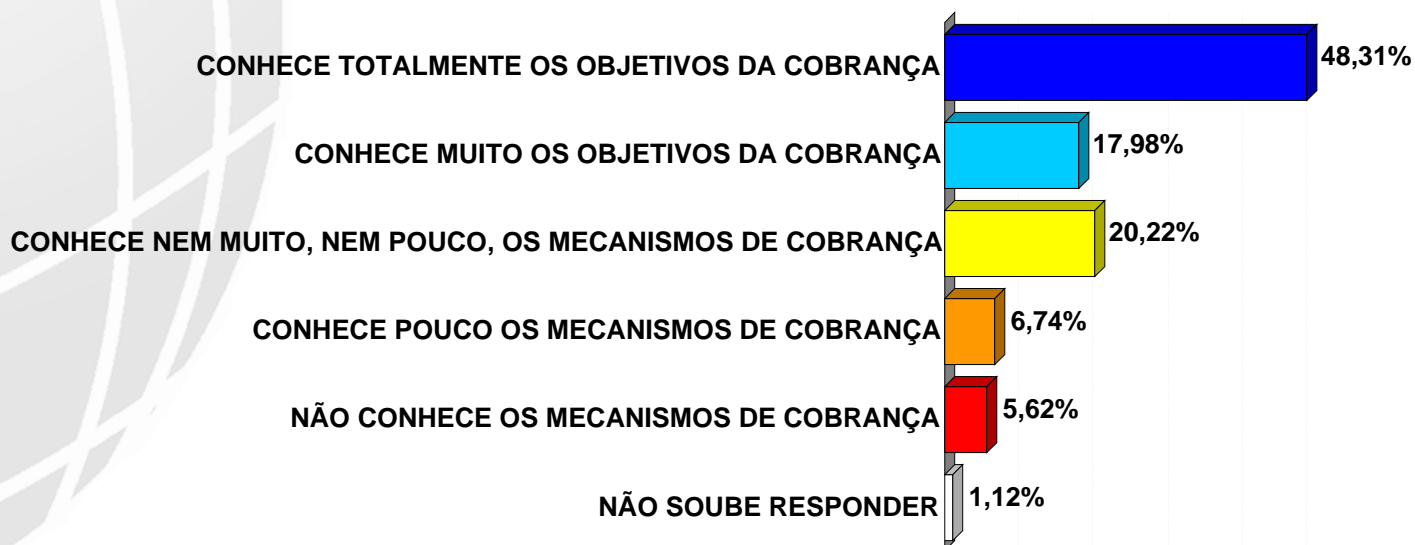 CONHECE TOTALMENTE OS OBJETIVOS DA COBRANÇA 48,31%
CONHECE MUITO OS OBJETIVOS DA COBRANÇA 17,98%
CONHECE NEM MUITO, NEM POUCO, OS MECANISMOS DE COBRANÇA 20,22%
CONHECE POUCO OS MECANISMOS DE COBRANÇA 6,74%
NÃO CONHECE OS MECANISMOS DE COBRANÇA 5,62%
NÃO SOUBE RESPONDER 1,12%